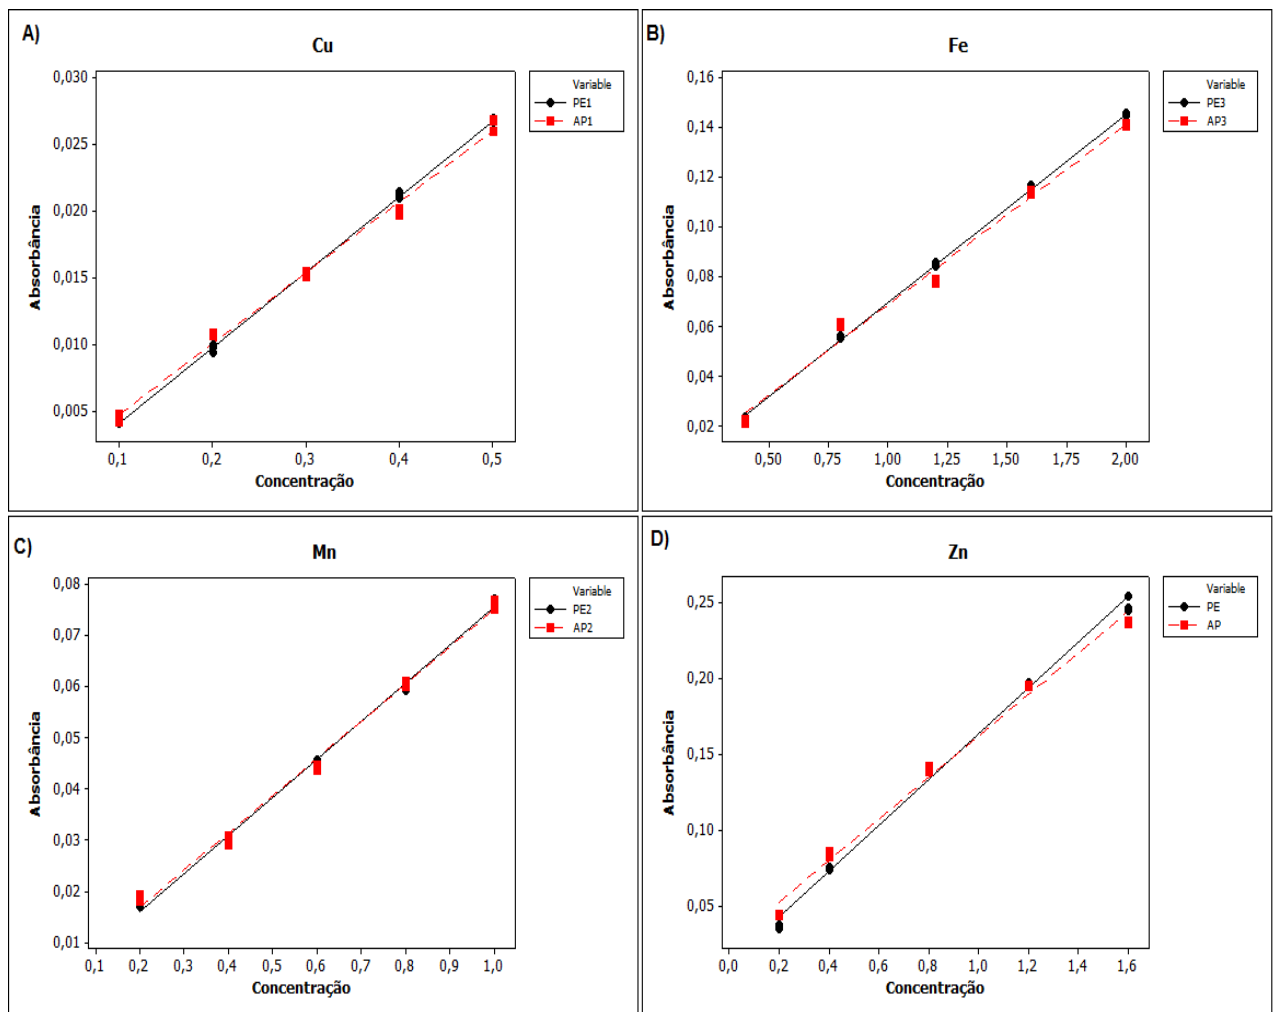 A)
Cu
0,030
0,025
0,020
0,015
0,010
0,005
Absorbância
0,1 0,2 0,3 0,4 0,5
Concentração
Variable
PE1
AP1
B)
Fe
0,16
0,14
0,12
0,10
0,08
0,06
0,04
0,02
Absorbância
0,50 0,75 1,00 1,25 1,50 1,75 2,00
Concentração
Variable
PE3
AP3
C)
Mn
0,08
0,07
0,06
0,05
0,04
0,03
0,02
0,01
Absorbância
0,1 0,2 0,3 0,4 0,5 0,6 0,7 0,8 0,9 1,0
Concentração
Variable
PE2
AP2
D)
Zn
0,25
0,20
0,15
0,10
0,05
Absorbância
0,0 0,2 0,4 0,6 0,8 1,0 1,2 1,4 1,6
Concentração
Variable
PE
AP